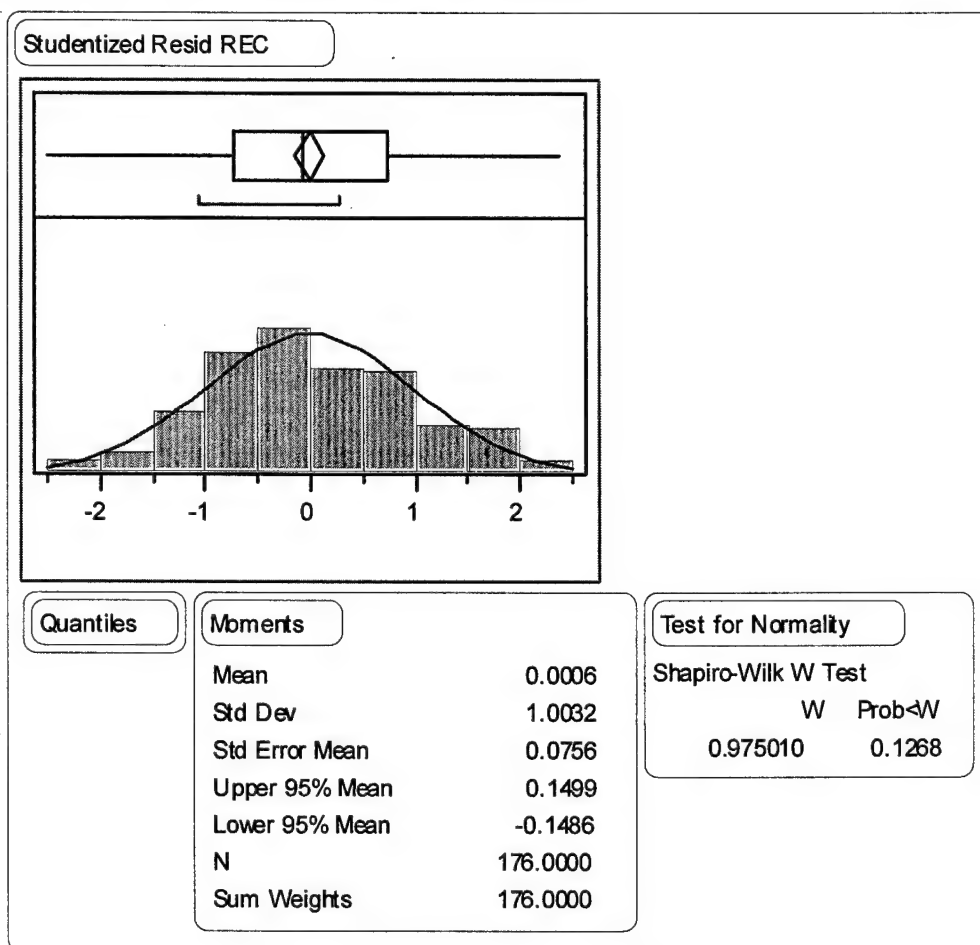 Studentized Resid REC
-2 -1 0 1 2
Quantiles
Moments
Mean 0.0006
Std Dev 1.0032
Std Error Mean 0.0756
Upper 95% Mean 0.1499
Lower 95% Mean -0.1486
N 176.0000
Sum Weights 176.0000
Test for Normality
Shapiro-Wilk W Test
W Prob<W
0.975010 0.1268